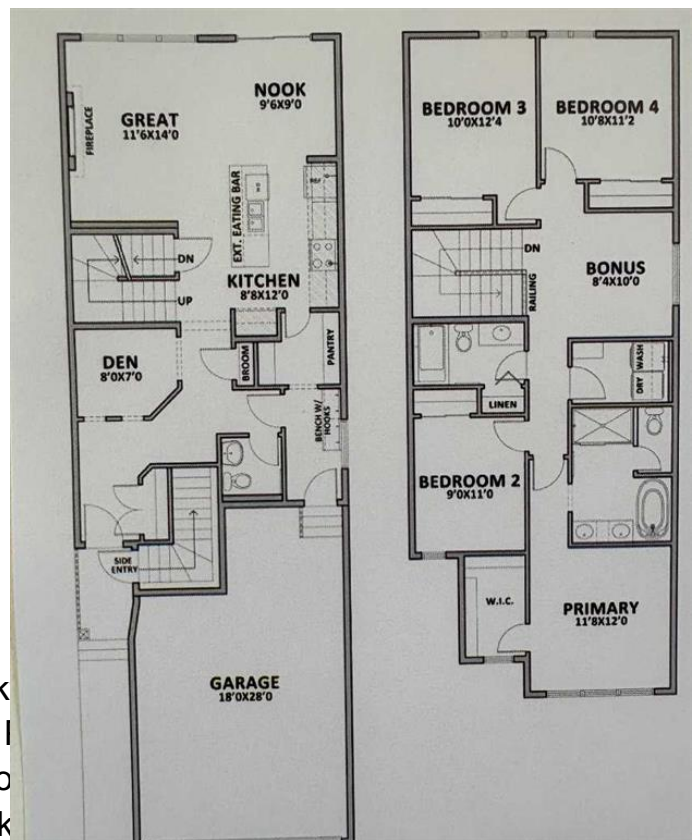 NOOK
9'6X9'0
GREAT
11'6X14'0
FIREPLACE
EXT. EATING BAR
REF
DN
UP
KITCHEN
8'8X12'0
DEN
8'0X7'0
BROOM
PANTRY
BENCH W/
HOOKS
SIDE
ENTRY
GARAGE
18'0X28'0
BEDROOM 3
10'0X12'4
BEDROOM 4
10'8X11'2
DN
RAILING
BONUS
8'4X10'0
LINEN
WASH
DRY
BEDROOM 2
9'0X11'0
W.I.C.
PRIMARY
11'8X12'0
k
o
k